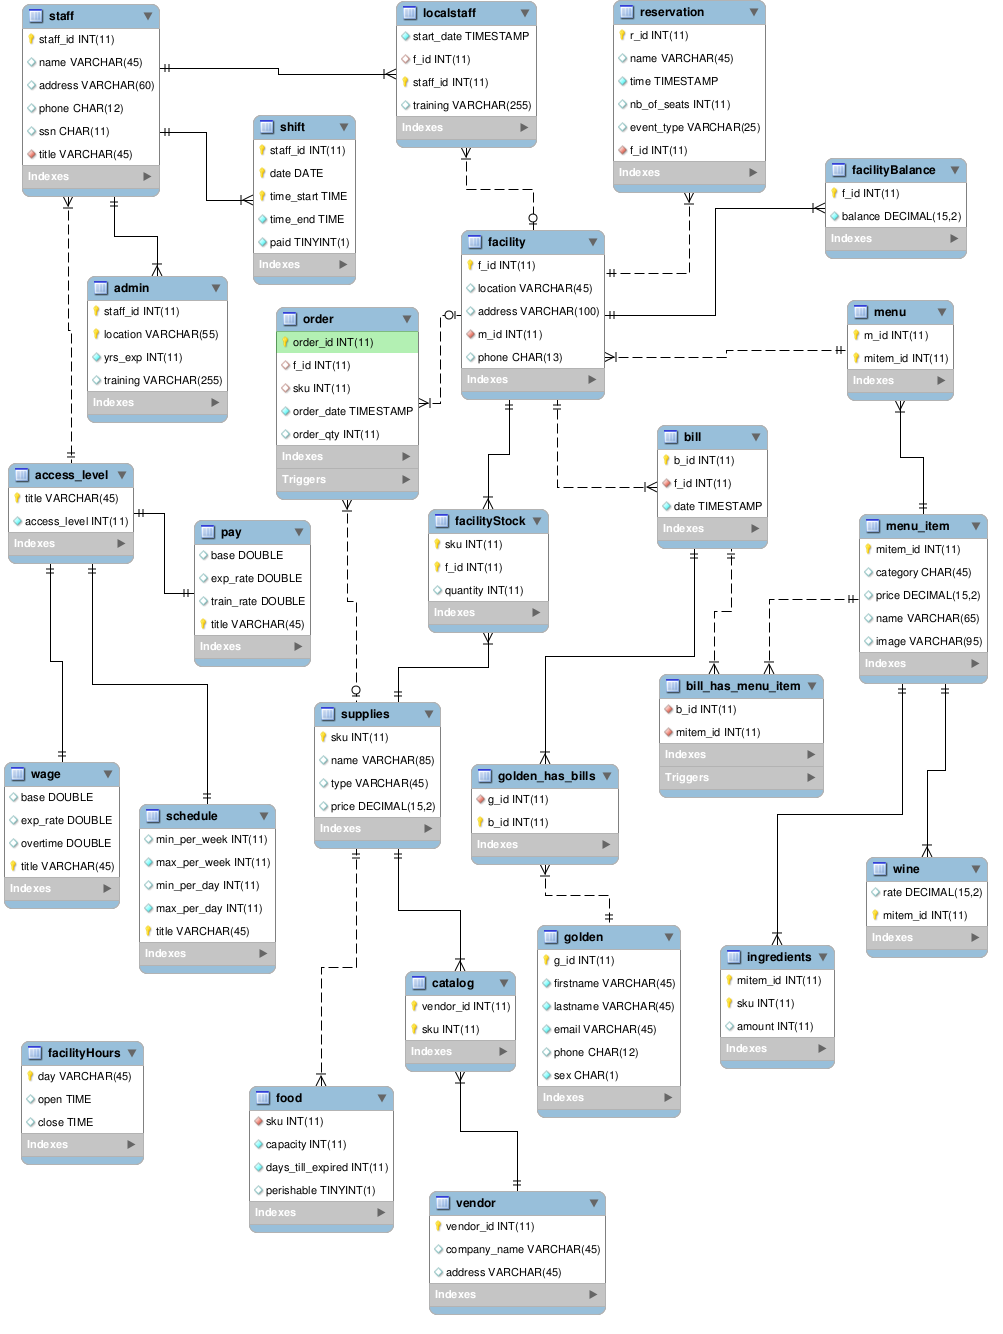 staff
staff_id INT(11)
name VARCHAR(45)
address VARCHAR(60)
phone CHAR(12)
ssn CHAR(11)
title VARCHAR(45)
Indexes
localstaff
start_date TIMESTAMP
f_id INT(11)
staff_id INT(11)
training VARCHAR(255)
Indexes
reservation
r_id INT(11)
name VARCHAR(45)
time TIMESTAMP
nb_of_seats INT(11)
event_type VARCHAR(25)
f_id INT(11)
Indexes
shift
staff_id INT(11)
date DATE
time_start TIME
time_end TIME
paid TINYINT(1)
Indexes
facilityBalance
f_id INT(11)
balance DECIMAL(15,2)
Indexes
facility
f_id INT(11)
location VARCHAR(45)
address VARCHAR(100)
m_id INT(11)
phone CHAR(13)
Indexes
admin
staff_id INT(11)
location VARCHAR(55)
yrs_exp INT(11)
training VARCHAR(255)
Indexes
order
order_id INT(11)
f_id INT(11)
sku INT(11)
order_date TIMESTAMP
order_qty INT(11)
Indexes
Triggers
menu
m_id INT(11)
mitem_id INT(11)
Indexes
bill
b_id INT(11)
f_id INT(11)
date TIMESTAMP
Indexes
access_level
title VARCHAR(45)
access_level INT(11)
Indexes
pay
base DOUBLE
exp_rate DOUBLE
train_rate DOUBLE
title VARCHAR(45)
Indexes
facilityStock
sku INT(11)
f_id INT(11)
quantity INT(11)
Indexes
menu_item
mitem_id INT(11)
category CHAR(45)
price DECIMAL(15,2)
name VARCHAR(65)
image VARCHAR(95)
Indexes
bill_has_menu_item
b_id INT(11)
mitem_id INT(11)
Indexes
Triggers
supplies
sku INT(11)
name VARCHAR(85)
type VARCHAR(45)
price DECIMAL(15,2)
Indexes
wage
base DOUBLE
exp_rate DOUBLE
overtime DOUBLE
title VARCHAR(45)
Indexes
golden_has_bills
g_id INT(11)
b_id INT(11)
Indexes
schedule
min_per_week INT(11)
max_per_week INT(11)
min_per_day INT(11)
max_per_day INT(11)
title VARCHAR(45)
Indexes
wine
rate DECIMAL(15,2)
mitem_id INT(11)
Indexes
golden
g_id INT(11)
firstname VARCHAR(45)
lastname VARCHAR(45)
email VARCHAR(45)
phone CHAR(12)
sex CHAR(1)
Indexes
ingredients
mitem_id INT(11)
sku INT(11)
amount INT(11)
Indexes
catalog
vendor_id INT(11)
sku INT(11)
Indexes
facilityHours
day VARCHAR(45)
open TIME
close TIME
Indexes
food
sku INT(11)
capacity INT(11)
days_till_expired INT(11)
perishable TINYINT(1)
Indexes
vendor
vendor_id INT(11)
company_name VARCHAR(45)
address VARCHAR(45)
Indexes